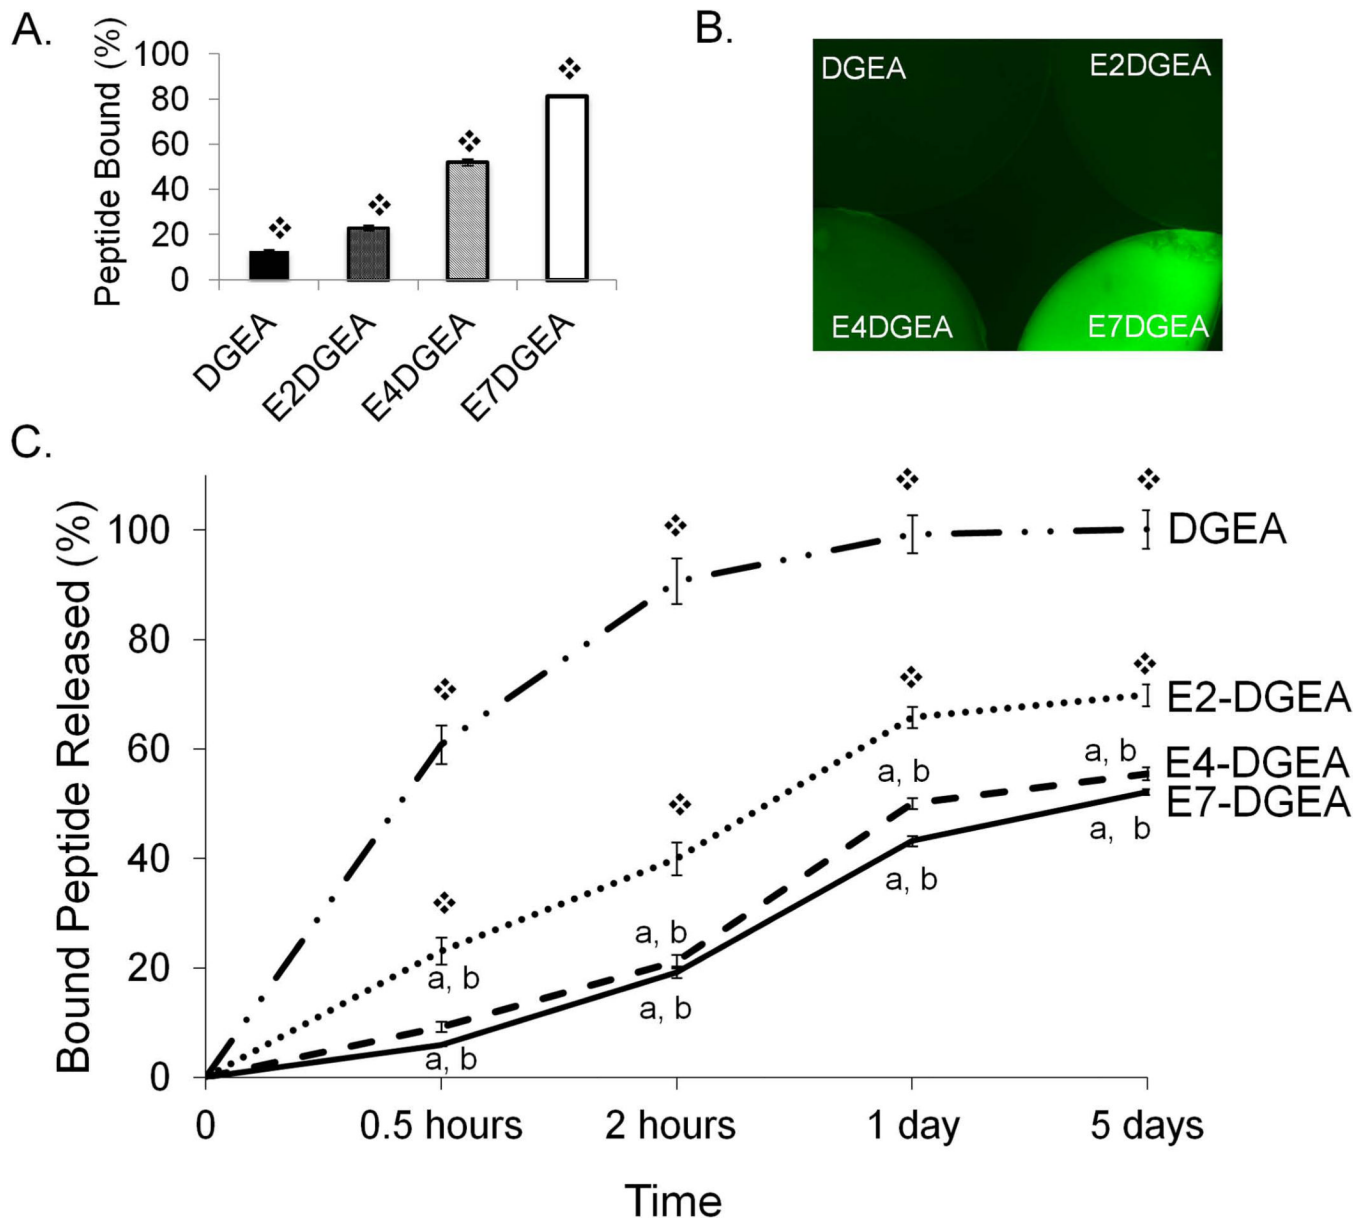 A.
Peptide Bound (%)
100
80
60
40
20
0
DGEA
E2DGEA
E4DGEA
E7DGEA
B.
DGEA
E2DGEA
E4DGEA
E7DGEA
C.
Bound Peptide Released (%)
100
80
60
40
20
0
DGEA
E2-DGEA
E4-DGEA
E7-DGEA
a, b
a, b
a, b
a, b
a, b
a, b
a, b
a, b
0
0.5 hours
2 hours
1 day
5 days
Time